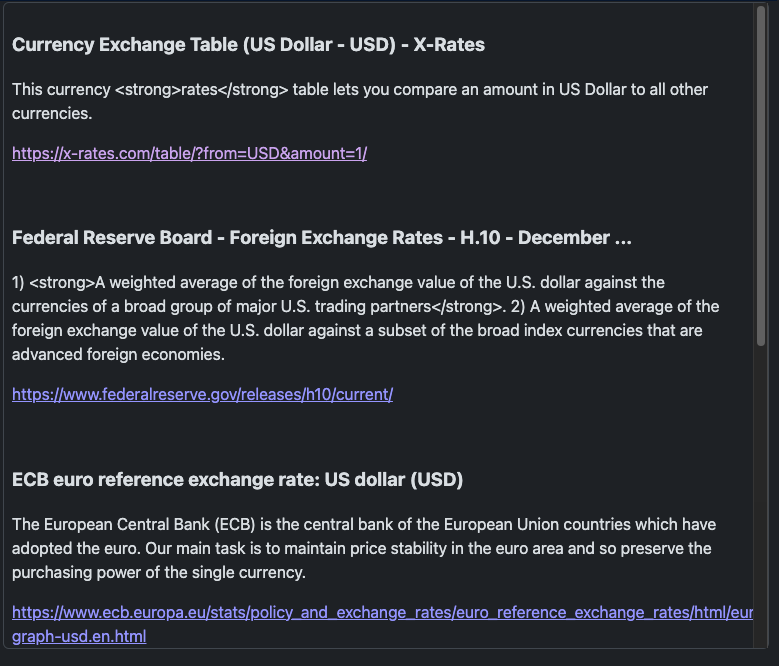 Currency Exchange Table (US Dollar - USD) - X-Rates
This currency <strong>rates</strong> table lets you compare an amount in US Dollar to all other
currencies.
https://x-rates.com/table/?from=USD&amount=1/
Federal Reserve Board - Foreign Exchange Rates - H.10 - December ...
1) <strong>A weighted average of the foreign exchange value of the U.S. dollar against the
currencies of a broad group of major U.S. trading partners</strong>. 2) A weighted average of the
foreign exchange value of the U.S. dollar against a subset of the broad index currencies that are
advanced foreign economies.
https://www.federalreserve.gov/releases/h10/current/
ECB euro reference exchange rate: US dollar (USD)
The European Central Bank (ECB) is the central bank of the European Union countries which have
adopted the euro. Our main task is to maintain price stability in the euro area and so preserve the
purchasing power of the single currency.
https://www.ecb.europa.eu/stats/policy_and_exchange_rates/euro_reference_exchange_rates/html/eur
graph-usd.en.html